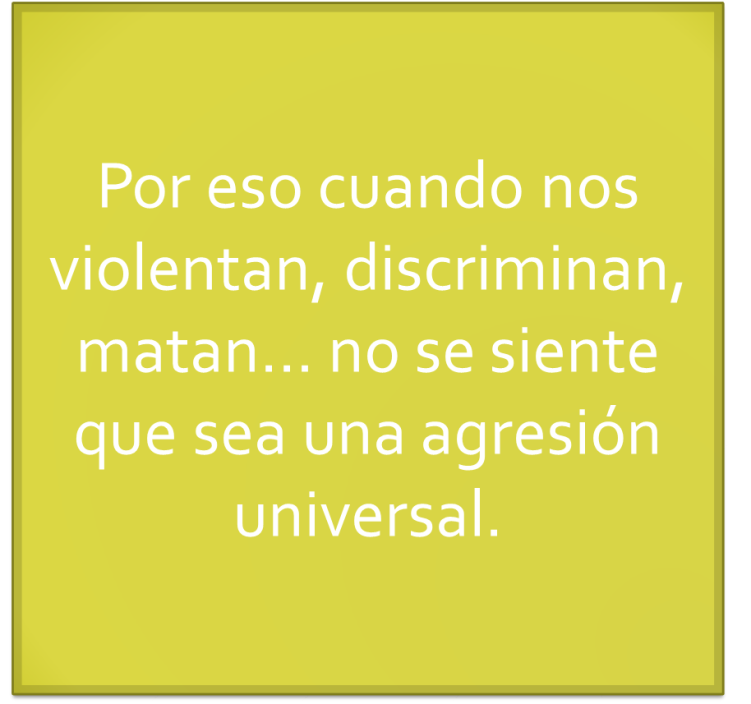 Por eso cuando nos
violentan, discriminan,
matan... no se siente
que sea una agresión
universal.